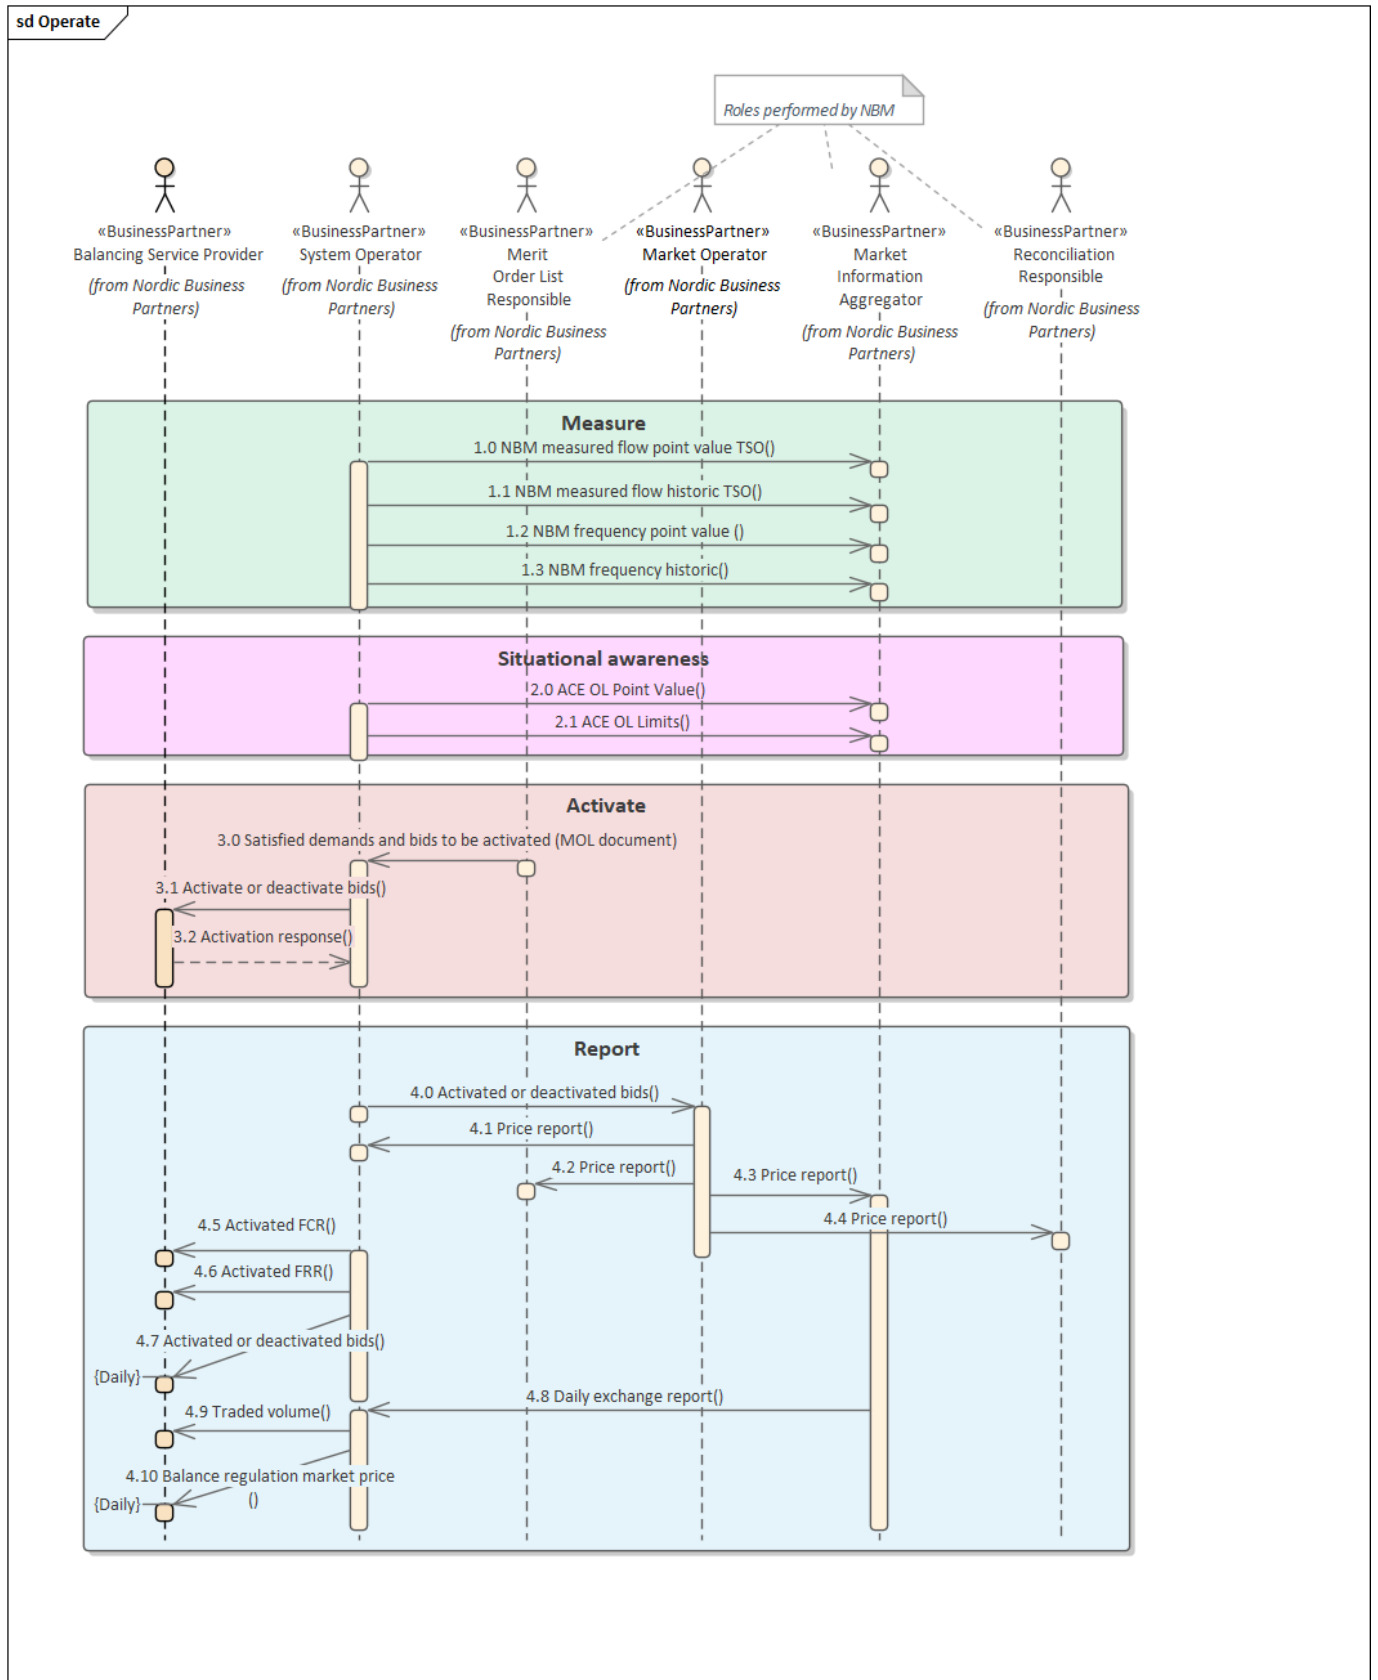 sd Operate
Roles performed by NBM
«BusinessPartner»
Balancing Service Provider
(from Nordic Business
Partners)
«BusinessPartner»
System Operator
(from Nordic Business
Partners)
«BusinessPartner»
Merit
Order List
Responsible
(from Nordic Business
Partners)
«BusinessPartner»
Market Operator
(from Nordic Business
Partners)
«BusinessPartner»
Market
Information
Aggregator
(from Nordic Business
Partners)
«BusinessPartner»
Reconciliation
Responsible
(from Nordic Business
Partners)
Measure
1.0 NBM measured flow point value TSO()
1.1 NBM measured flow historic TSO()
1.2 NBM frequency point value ()
1.3 NBM frequency historic()
Situational awareness
2.0 ACE OL Point Value()
2.1 ACE OL Limits()
Activate
3.0 Satisfied demands and bids to be activated (MOL document)
3.1 Activate or deactivate bids()
3.2 Activation response()
Report
4.0 Activated or deactivated bids()
4.1 Price report()
4.2 Price report()
4.3 Price report()
4.4 Price report()
4.5 Activated FCR()
4.6 Activated FRR()
4.7 Activated or deactivated bids()
{Daily}
4.8 Daily exchange report()
4.9 Traded volume()
4.10 Balance regulation market price
()
{Daily}